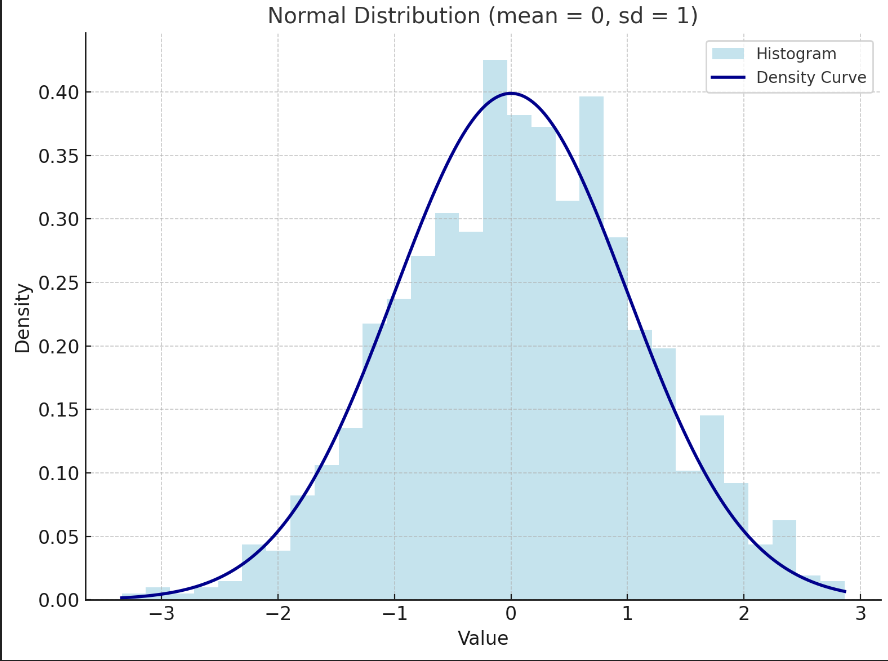 Normal Distribution (mean = 0, sd = 1)
Histogram
Density Curve
0.40
0.35
0.30
0.25
0.20
0.15
0.10
0.05
0.00
Density
−3 −2 −1 0 1 2 3
Value